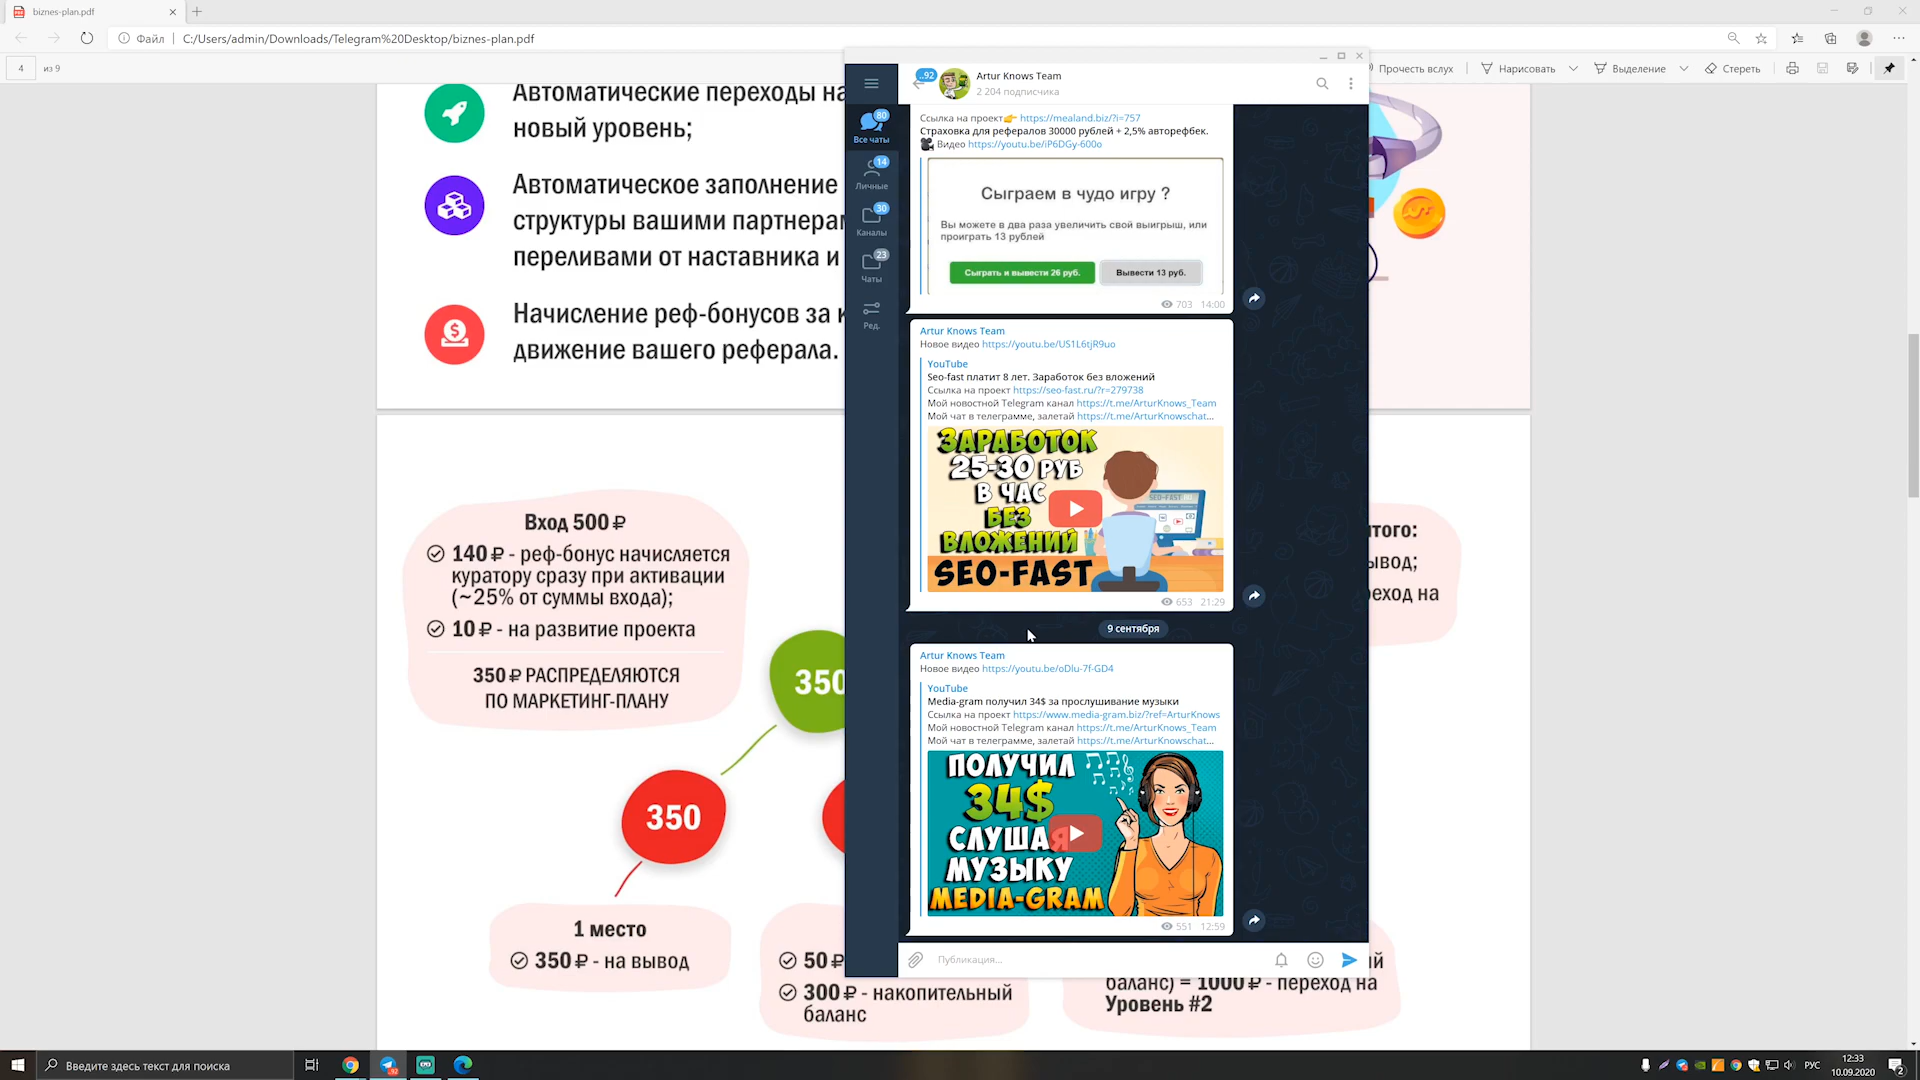 biznes-plan.pdf
Файл
C:/Users/admin/Downloads/Telegram%20Desktop/biznes-plan.pdf
4 из 9
Прочесть вслух
Нарисовать
Выделение
Стереть
Автоматические переходы на
новый уровень;
Автоматическое заполнение
структуры вашими партнерам
переливами от наставника и
Начисление реф-бонусов за к
движение вашего реферала.
Вход 500 ₽
140 ₽ - реф-бонус начисляется
куратору сразу при активации
(~25% от суммы входа);
10 ₽ - на развитие проекта
350 ₽ РАСПРЕДЕЛЯЮТСЯ
ПО МАРКЕТИНГ-ПЛАНУ
350
350
1 место
350 ₽ - на вывод
50 ₽
300 ₽ - накопительный
баланс
того:
ывод;
реход на
ый
баланс) = 1000 ₽ - переход на
Уровень #2
..92
Artur Knows Team
2 204 подписчика
80
Все чаты
14
Личные
30
Каналы
23
Чаты
Ред.
Ссылка на проект👉 https://mealand.biz/?i=757
Страховка для рефералов 30000 рублей + 2,5% авторефбек.
🎥 Видео https://youtu.be/iP6DGy-600o
Сыграем в чудо игру ?
Вы можете в два раза увеличить свой выигрыш, или
проиграть 13 рублей
Сыграть и вывести 26 руб.
Вывести 13 руб.
703 14:00
Artur Knows Team
Новое видео https://youtu.be/US1L6tjR9uo
YouTube
Seo-fast платит 8 лет. Заработок без вложений
Ссылка на проект https://seo-fast.ru/?r=279738
Мой новостной Telegram канал https://t.me/ArturKnows_Team
Мой чат в телеграмме, залетай https://t.me/ArturKnowschat...
ЗАРАБОТОК
25-30 РУБ
В ЧАС
БЕЗ
ВЛОЖЕНИЙ
SEO-FAST
SEO-FAST
653 21:29
9 сентября
Artur Knows Team
Новое видео https://youtu.be/oDlu-7f-GD4
YouTube
Media-gram получил 34$ за прослушивание музыки
Ссылка на проект https://www.media-gram.biz/?ref=ArturKnows
Мой новостной Telegram канал https://t.me/ArturKnows_Team
Мой чат в телеграмме, залетай https://t.me/ArturKnowschat...
ПОЛУЧИЛ
34$
СЛУШАЯ
МУЗЫКУ
MEDIA-GRAM
551 12:59
Публикация...
Введите здесь текст для поиска
РУС
12:33
10.09.2020
2